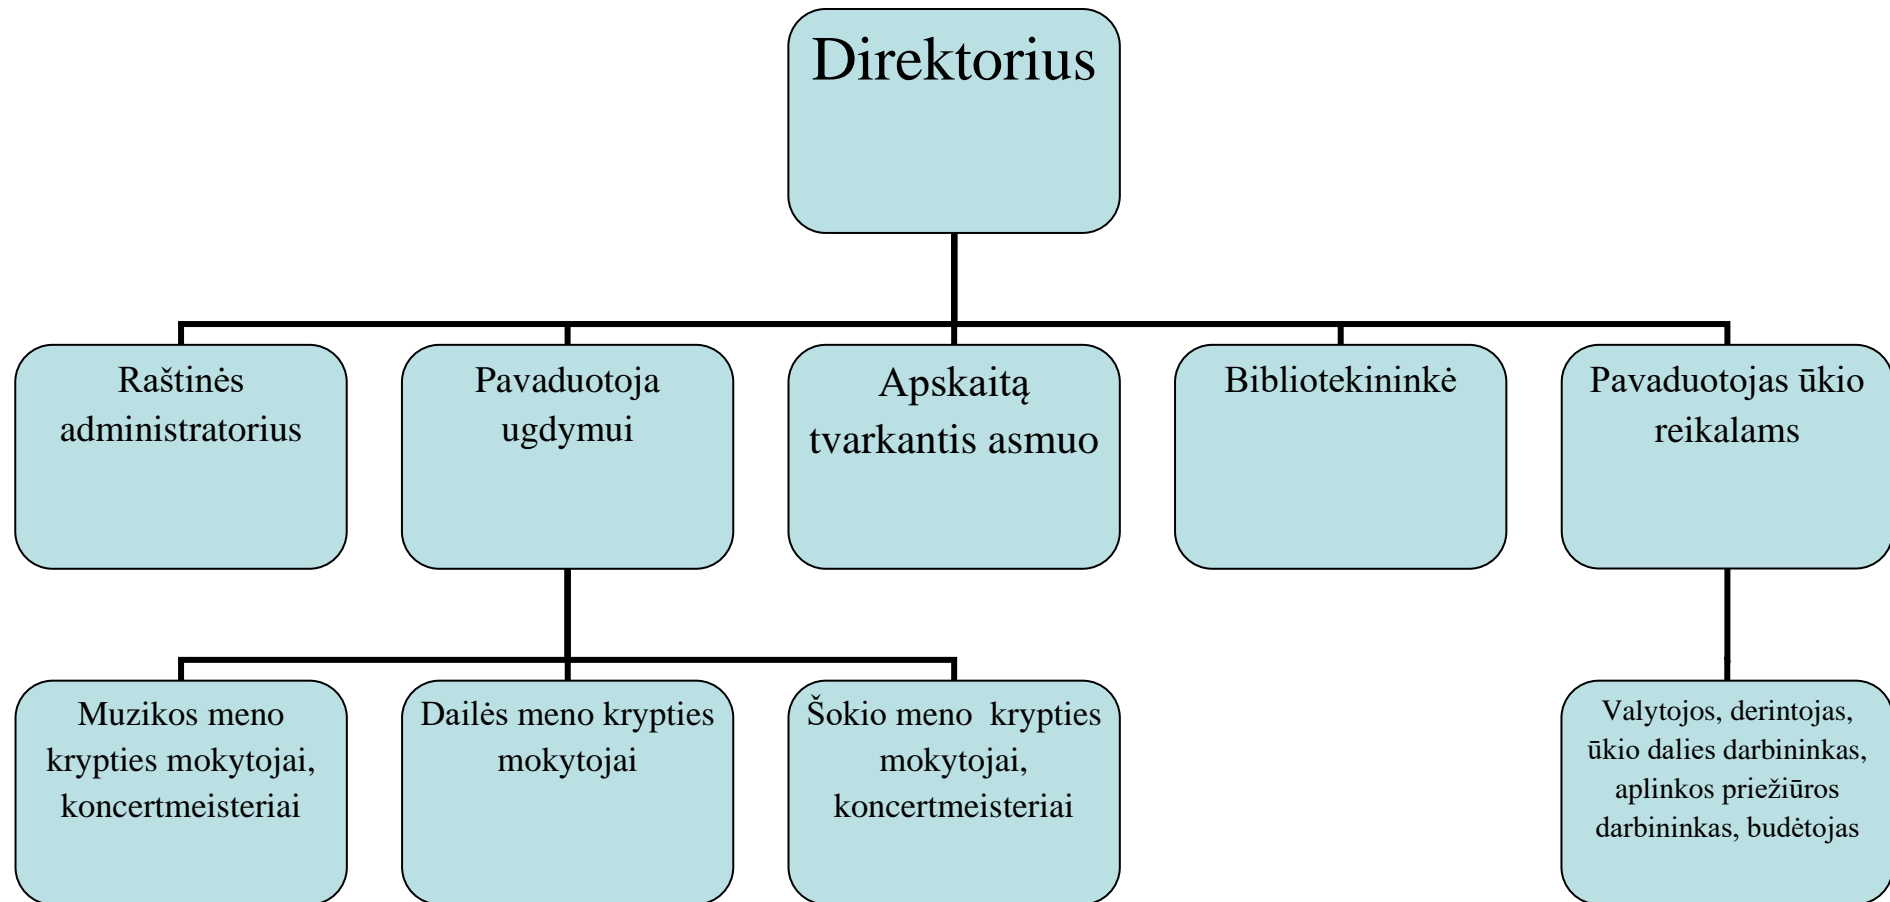 Direktorius
Raštinės
administratorius
Pavaduotoja
ugdymui
Apskaitą
tvarkantis asmuo
Bibliotekininkė
Pavaduotojas ūkio
reikalams
Muzikos meno
krypties mokytojai,
koncertmeisteriai
Dailės meno krypties
mokytojai
Šokio meno  krypties
mokytojai,
koncertmeisteriai
Valytojos, derintojas,
ūkio dalies darbininkas,
aplinkos priežiūros
darbininkas, budėtojas